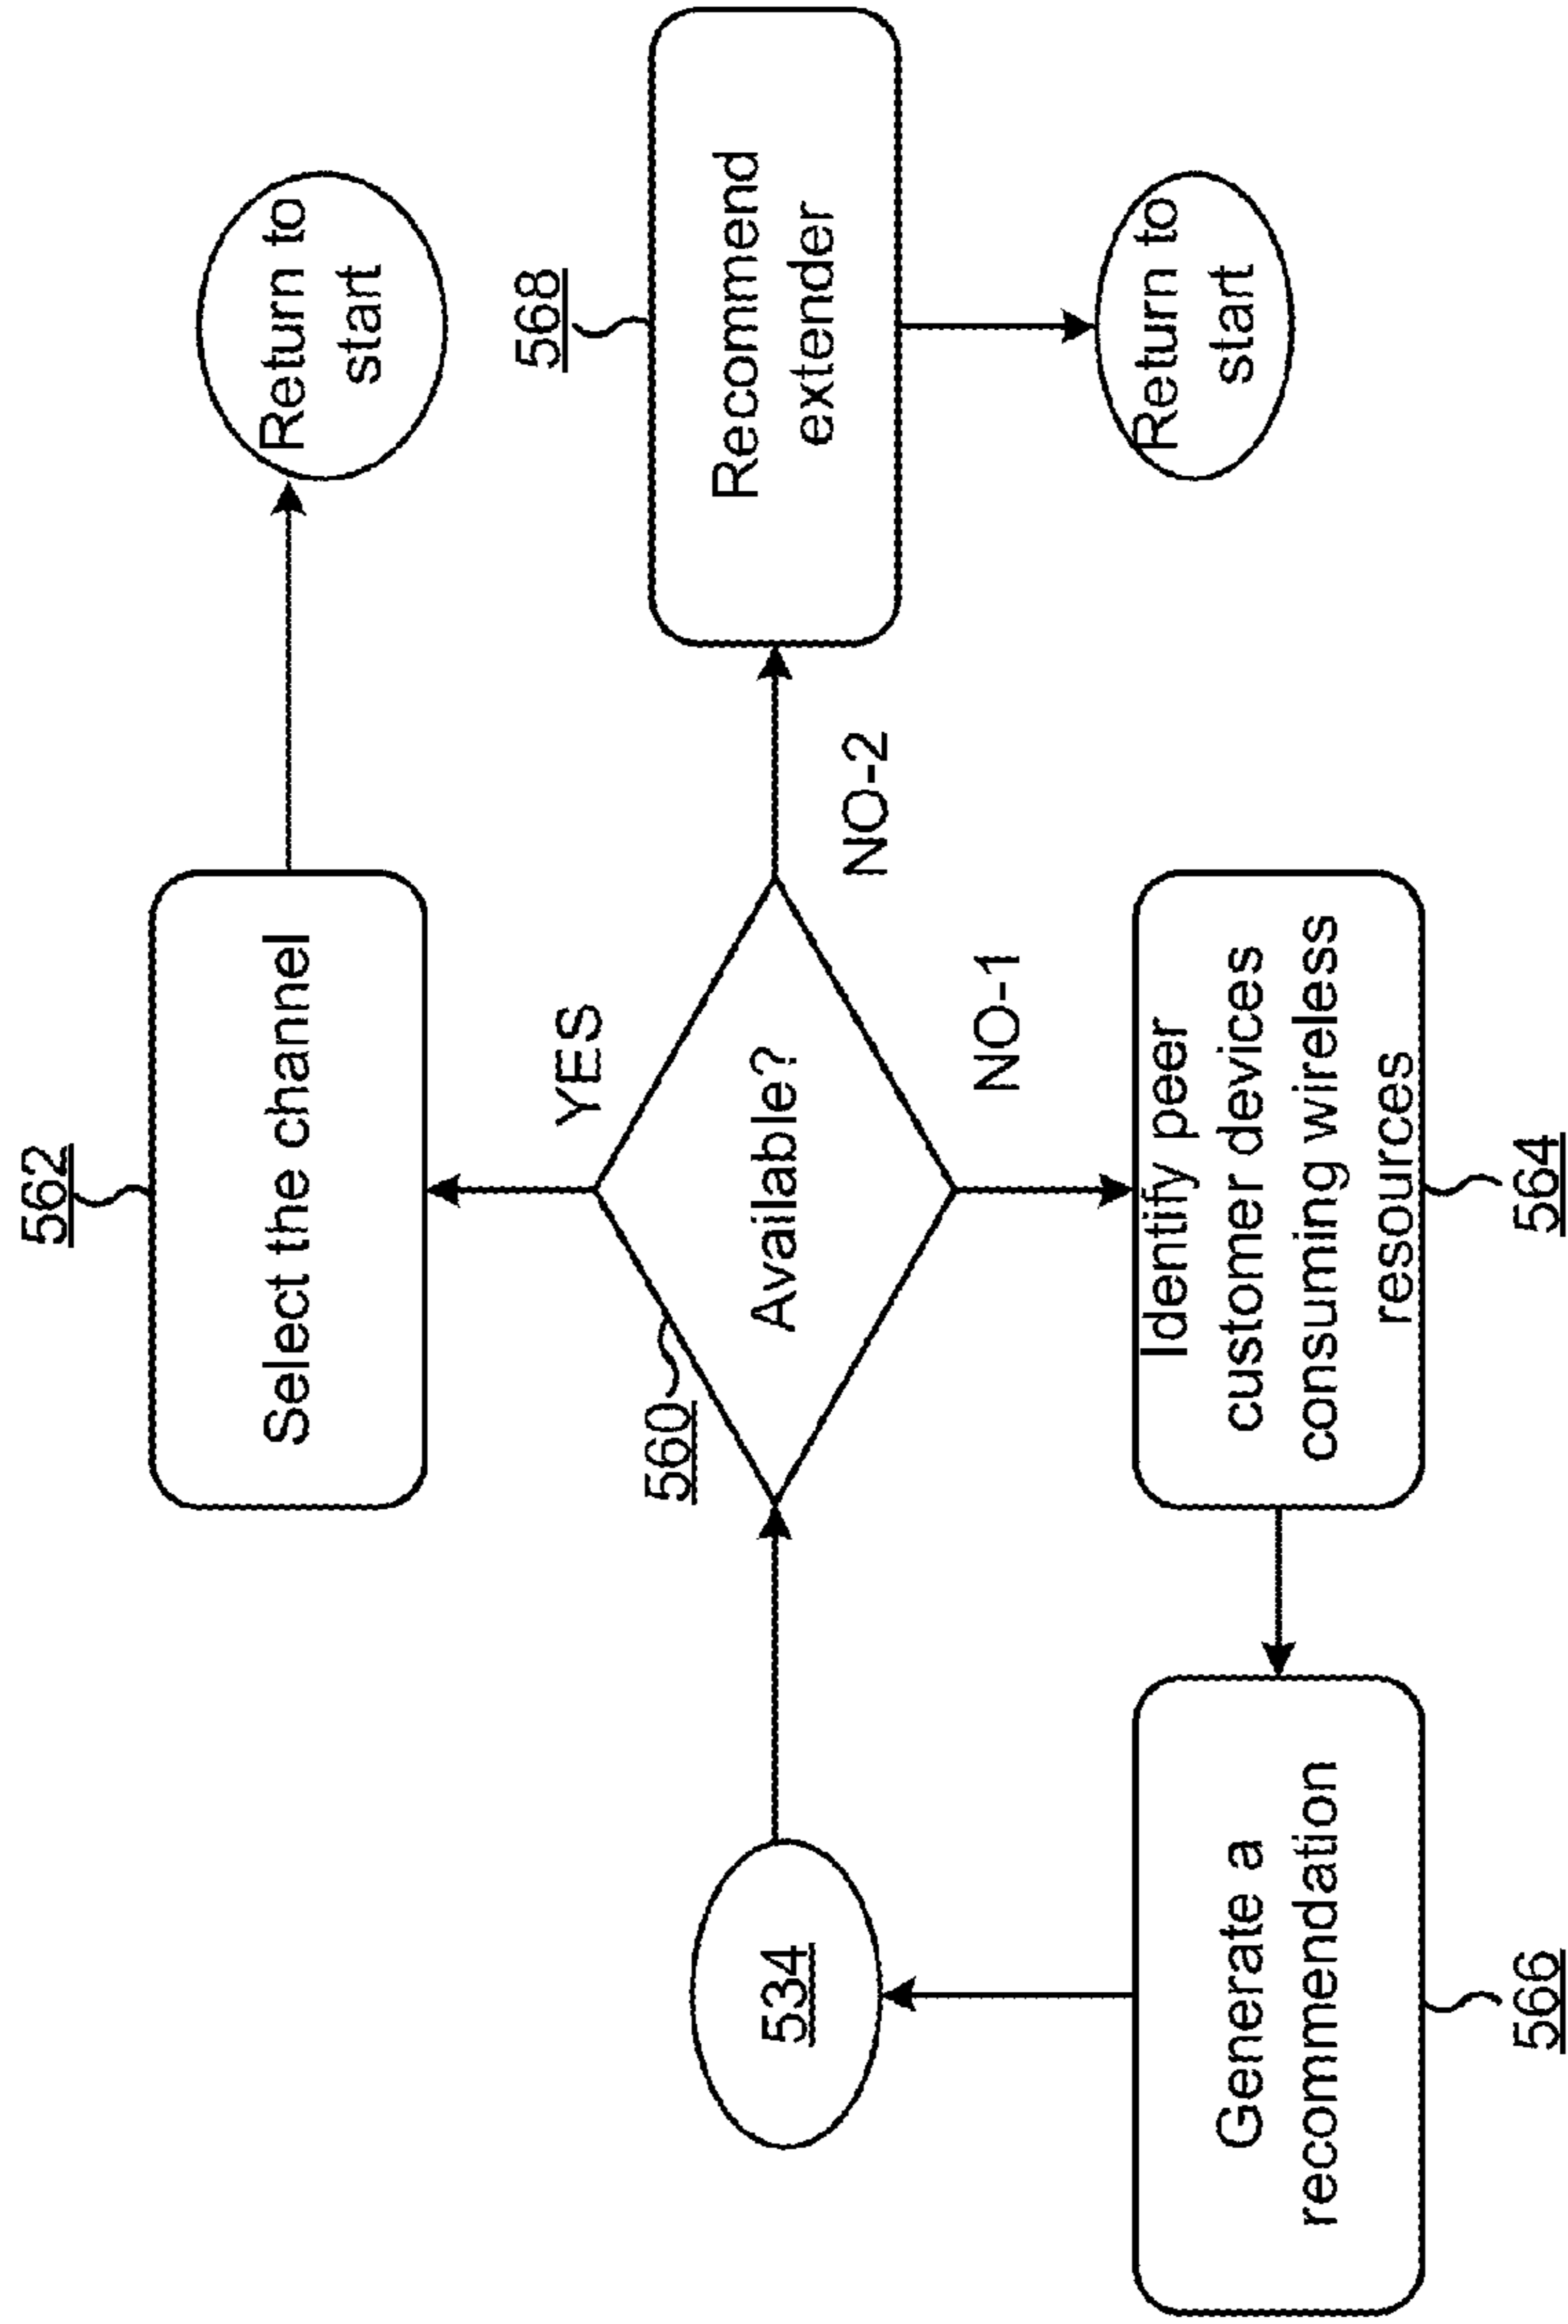 562
Select the channel
Return to
start
YES
560
Available?
534
NO-2
568
Recommend
extender
NO-1
Return to
start
Generate a
recommendation
566
Identify peer
customer devices
consuming wireless
resources
564